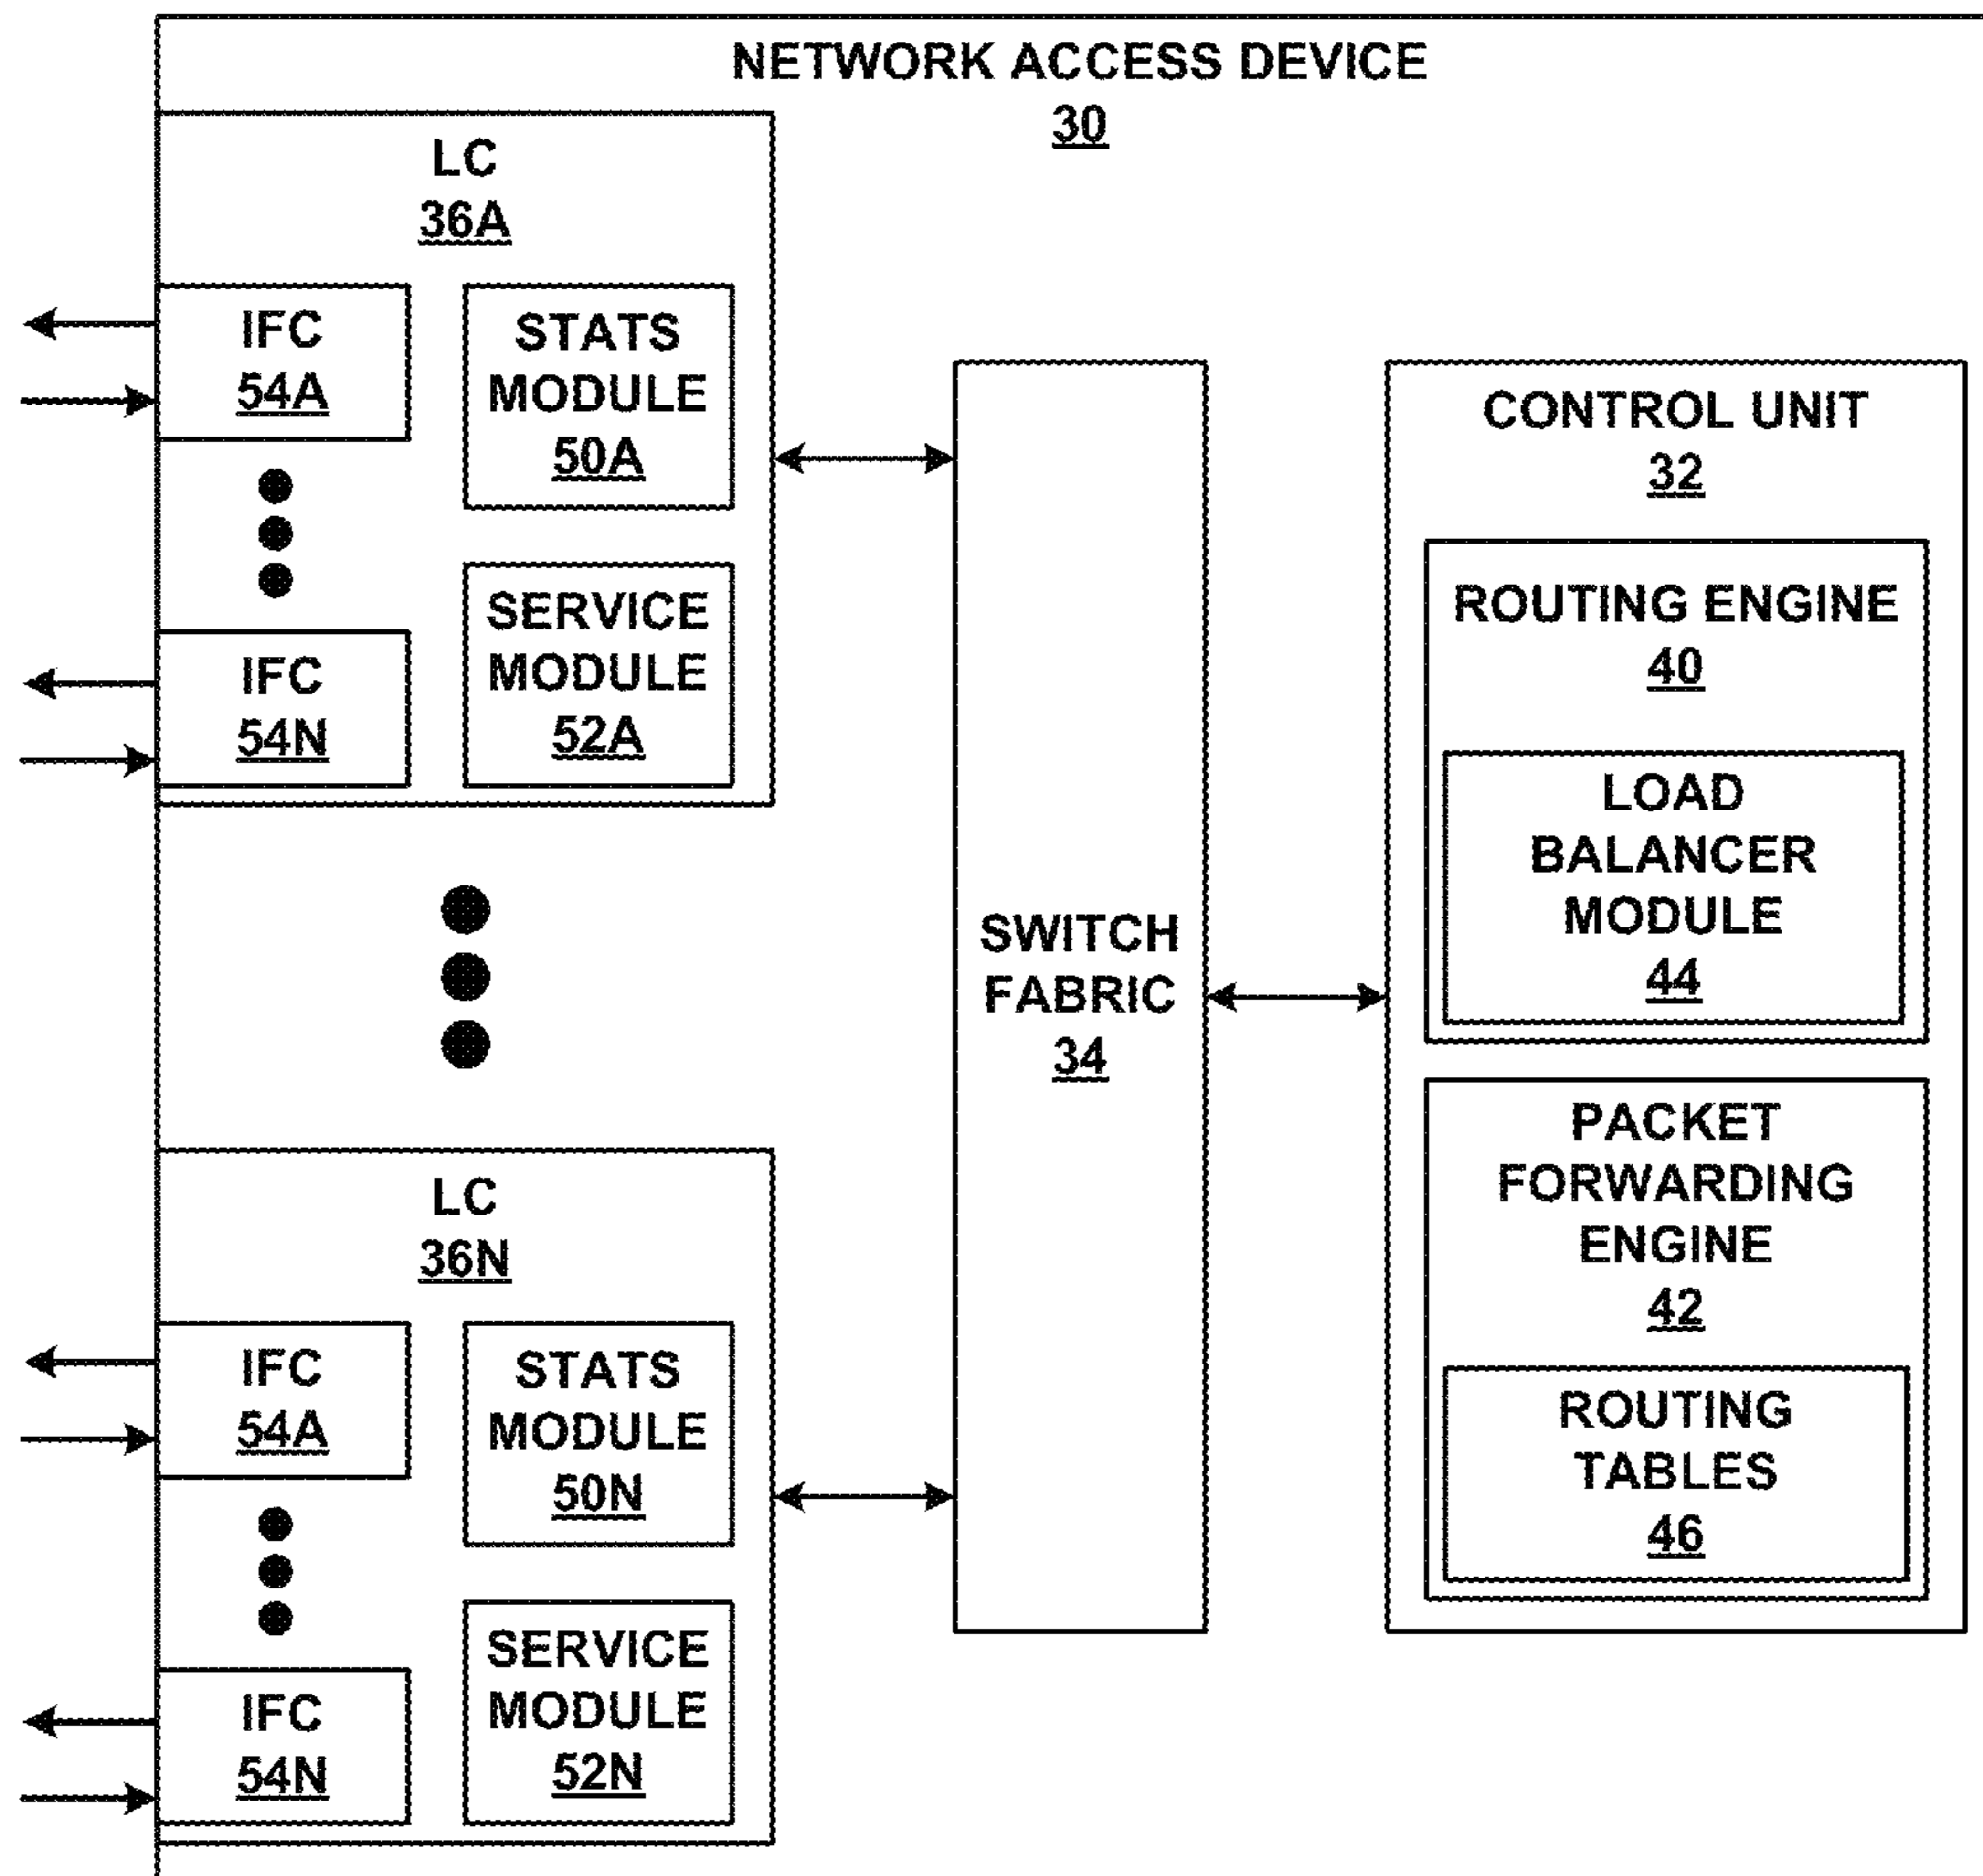 NETWORK ACCESS DEVICE
30
LC
36A
IFC
54A
STATS
MODULE
50A
IFC
54N
SERVICE
MODULE
52A
LC
36N
IFC
54A
STATS
MODULE
50N
IFC
54N
SERVICE
MODULE
52N
SWITCH
FABRIC
34
CONTROL UNIT
32
ROUTING ENGINE
40
LOAD
BALANCER
MODULE
44
PACKET
FORWARDING
ENGINE
42
ROUTING
TABLES
46